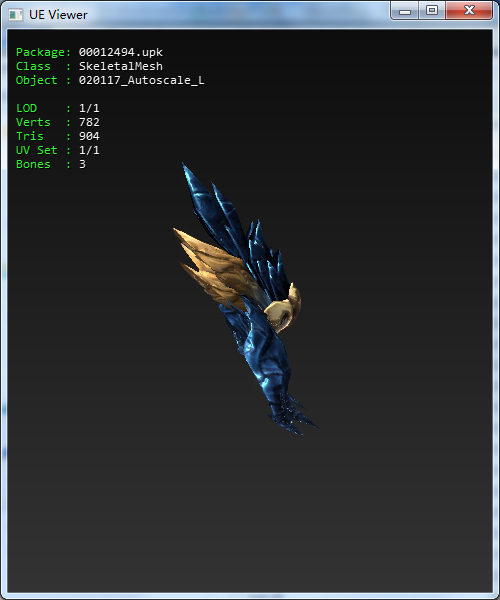 UE Viewer
Package: 00012494.upk
Class  : SkeletalMesh
Object : 020117_Autoscale_L
LOD    : 1/1
Verts  : 782
Tris   : 904
UV Set : 1/1
Bones  : 3